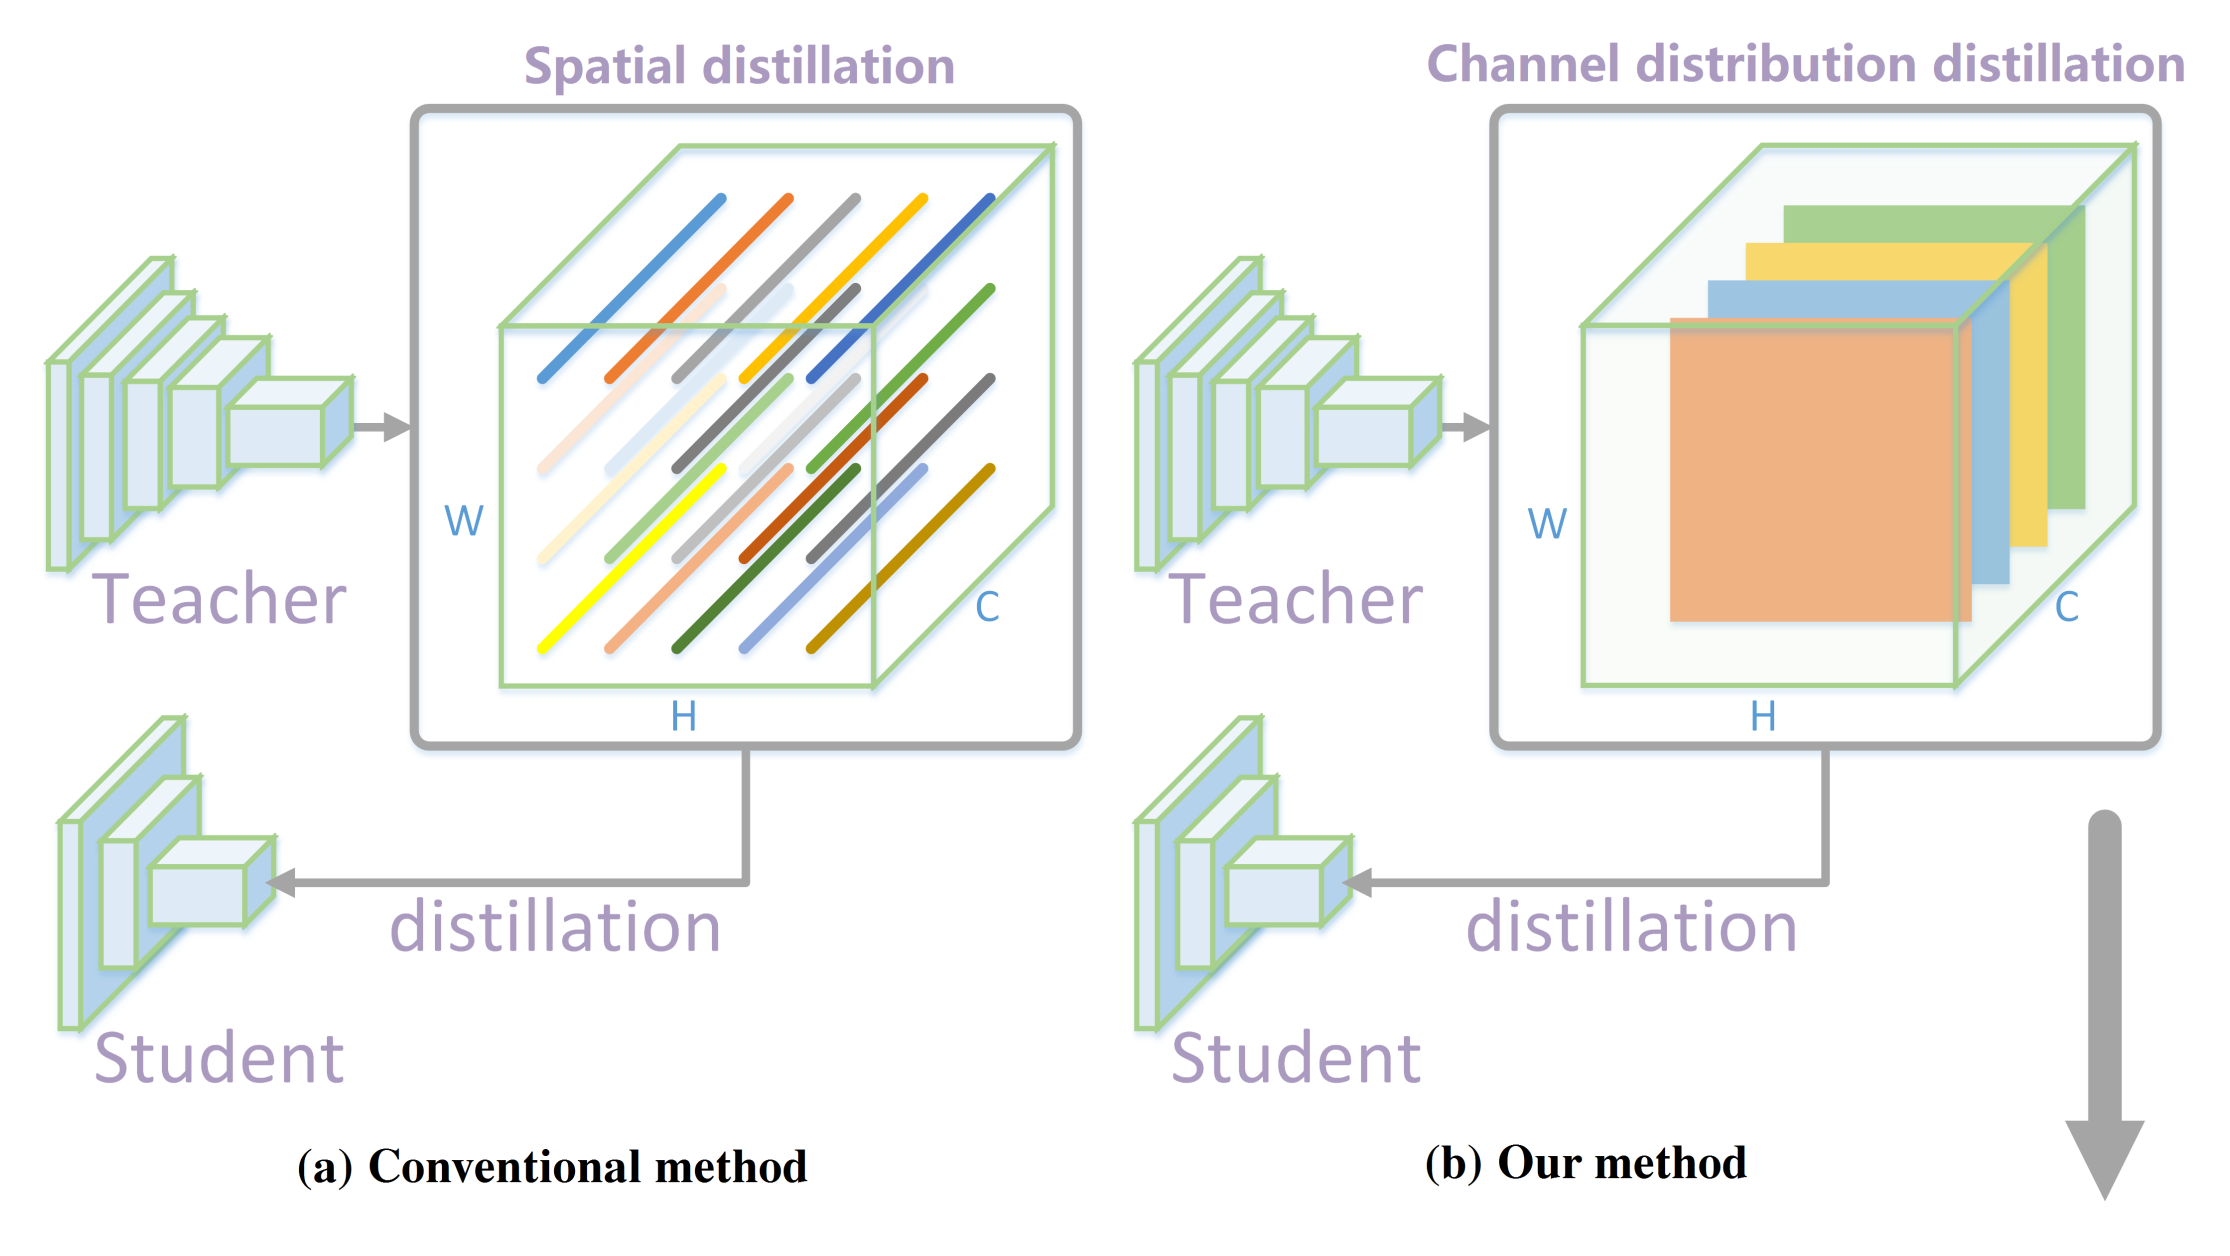 Spatial distillation
W
C
H
Teacher
distillation
Student
(a) Conventional method
Channel distribution distillation
W
C
H
Teacher
distillation
Student
(b) Our method